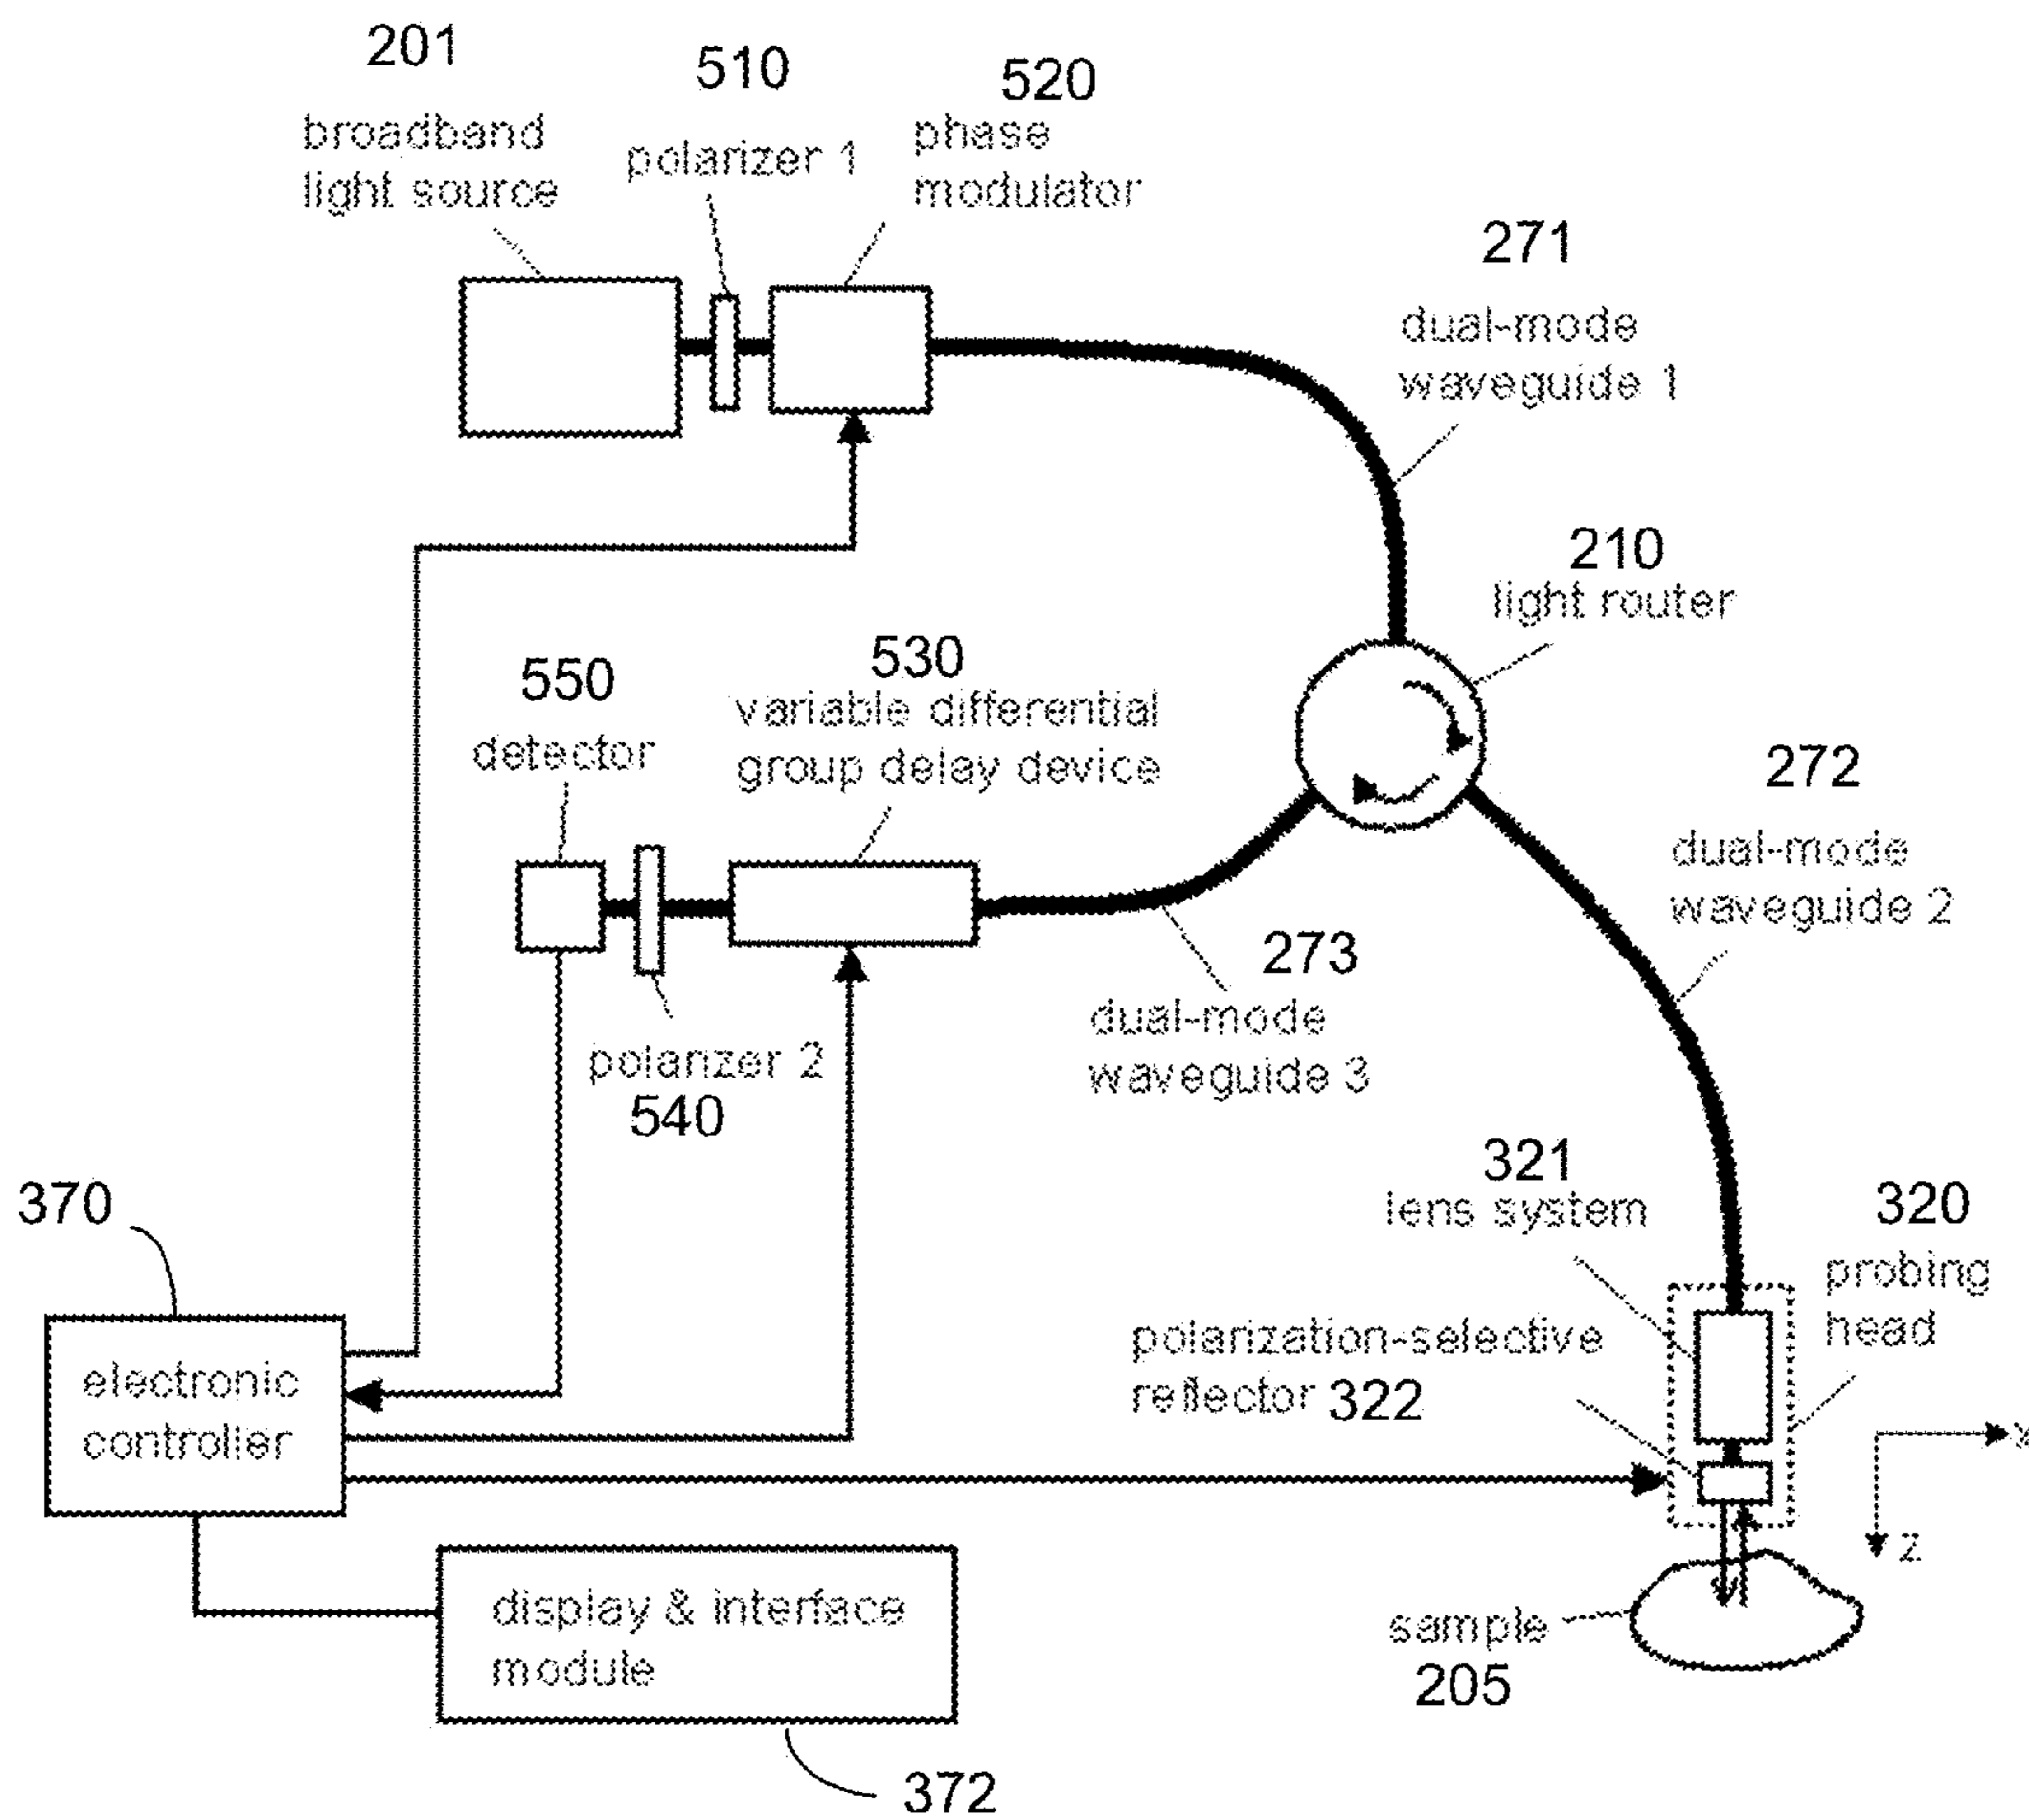 201
broadband
light source
510
polarizer 1
520
phase
modulator
271
dual-mode
waveguide 1
210
light router
550
detector
530
variable differential
group delay device
272
dual-mode
waveguide 2
273
dual-mode
waveguide 3
polarizer 2
540
321
lens system
320
probing
head
370
electronic
controller
polarization-selective
reflector 322
x
z
display & interface
module
372
sample
205